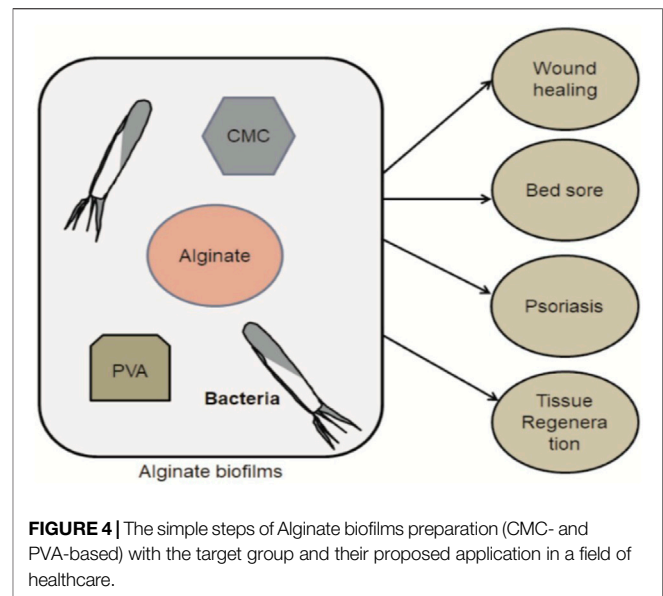 CMC
Alginate
PVA
Bacteria
Alginate biofilms
Wound
healing
Bed sore
Psoriasis
Tissue
Regenera
tion
FIGURE 4 | The simple steps of Alginate biofilms preparation (CMC- and
PVA-based) with the target group and their proposed application in a field of
healthcare.